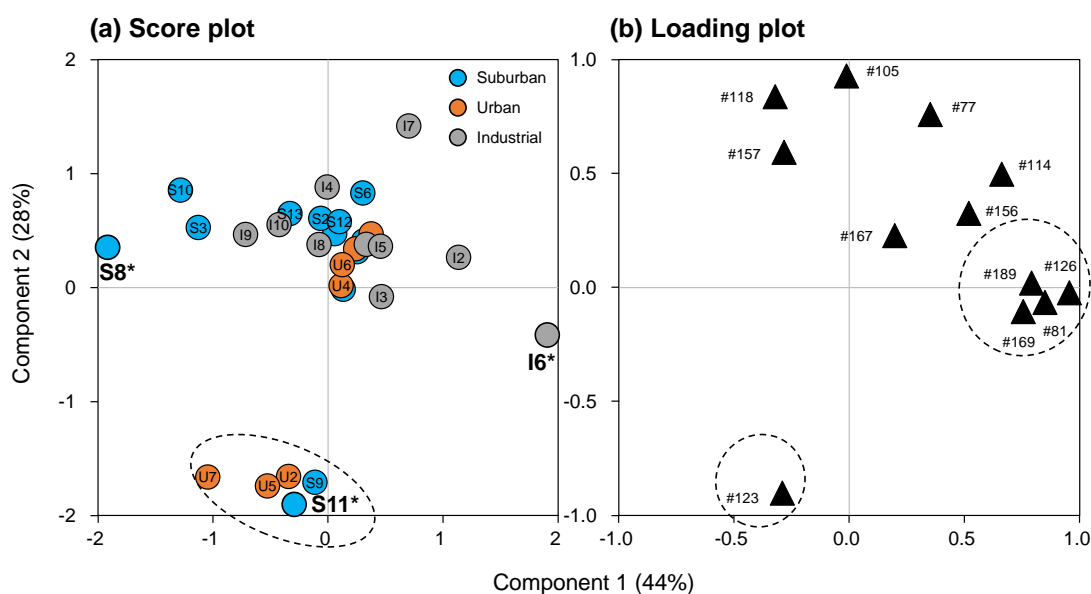 (a) Score plot
(b) Loading plot
2
1
0
-1
-2
-2
-1
0
1
2
Component 2 (28%)
Suburban
Urban
Industrial
I7
S10
S3
I9
I10
S13
I4
S2
S12
S6
I8
I5
U6
U4
I3
I2
S8*
I6*
U7
U5
U2
S9
S11*
1.0
0.5
0.0
-0.5
-1.0
-1.0
-0.5
0.0
0.5
1.0
#105
#118
#77
#157
#114
#156
#167
#126
#189
#81
#169
#123
Component 1 (44%)